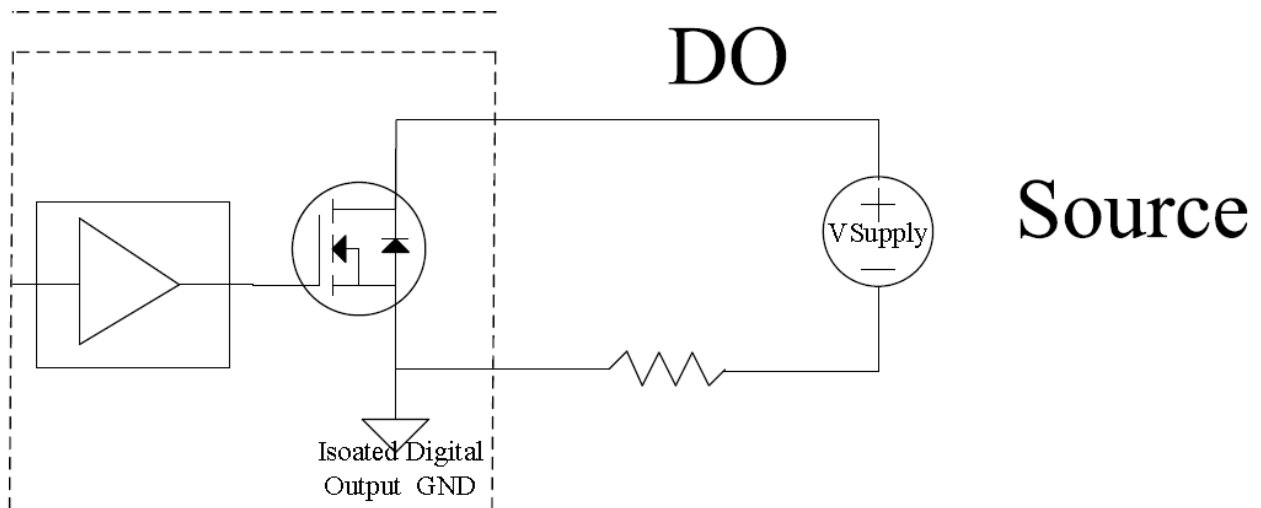 DO
Source
V Supply
Isoated Digital
Output GND